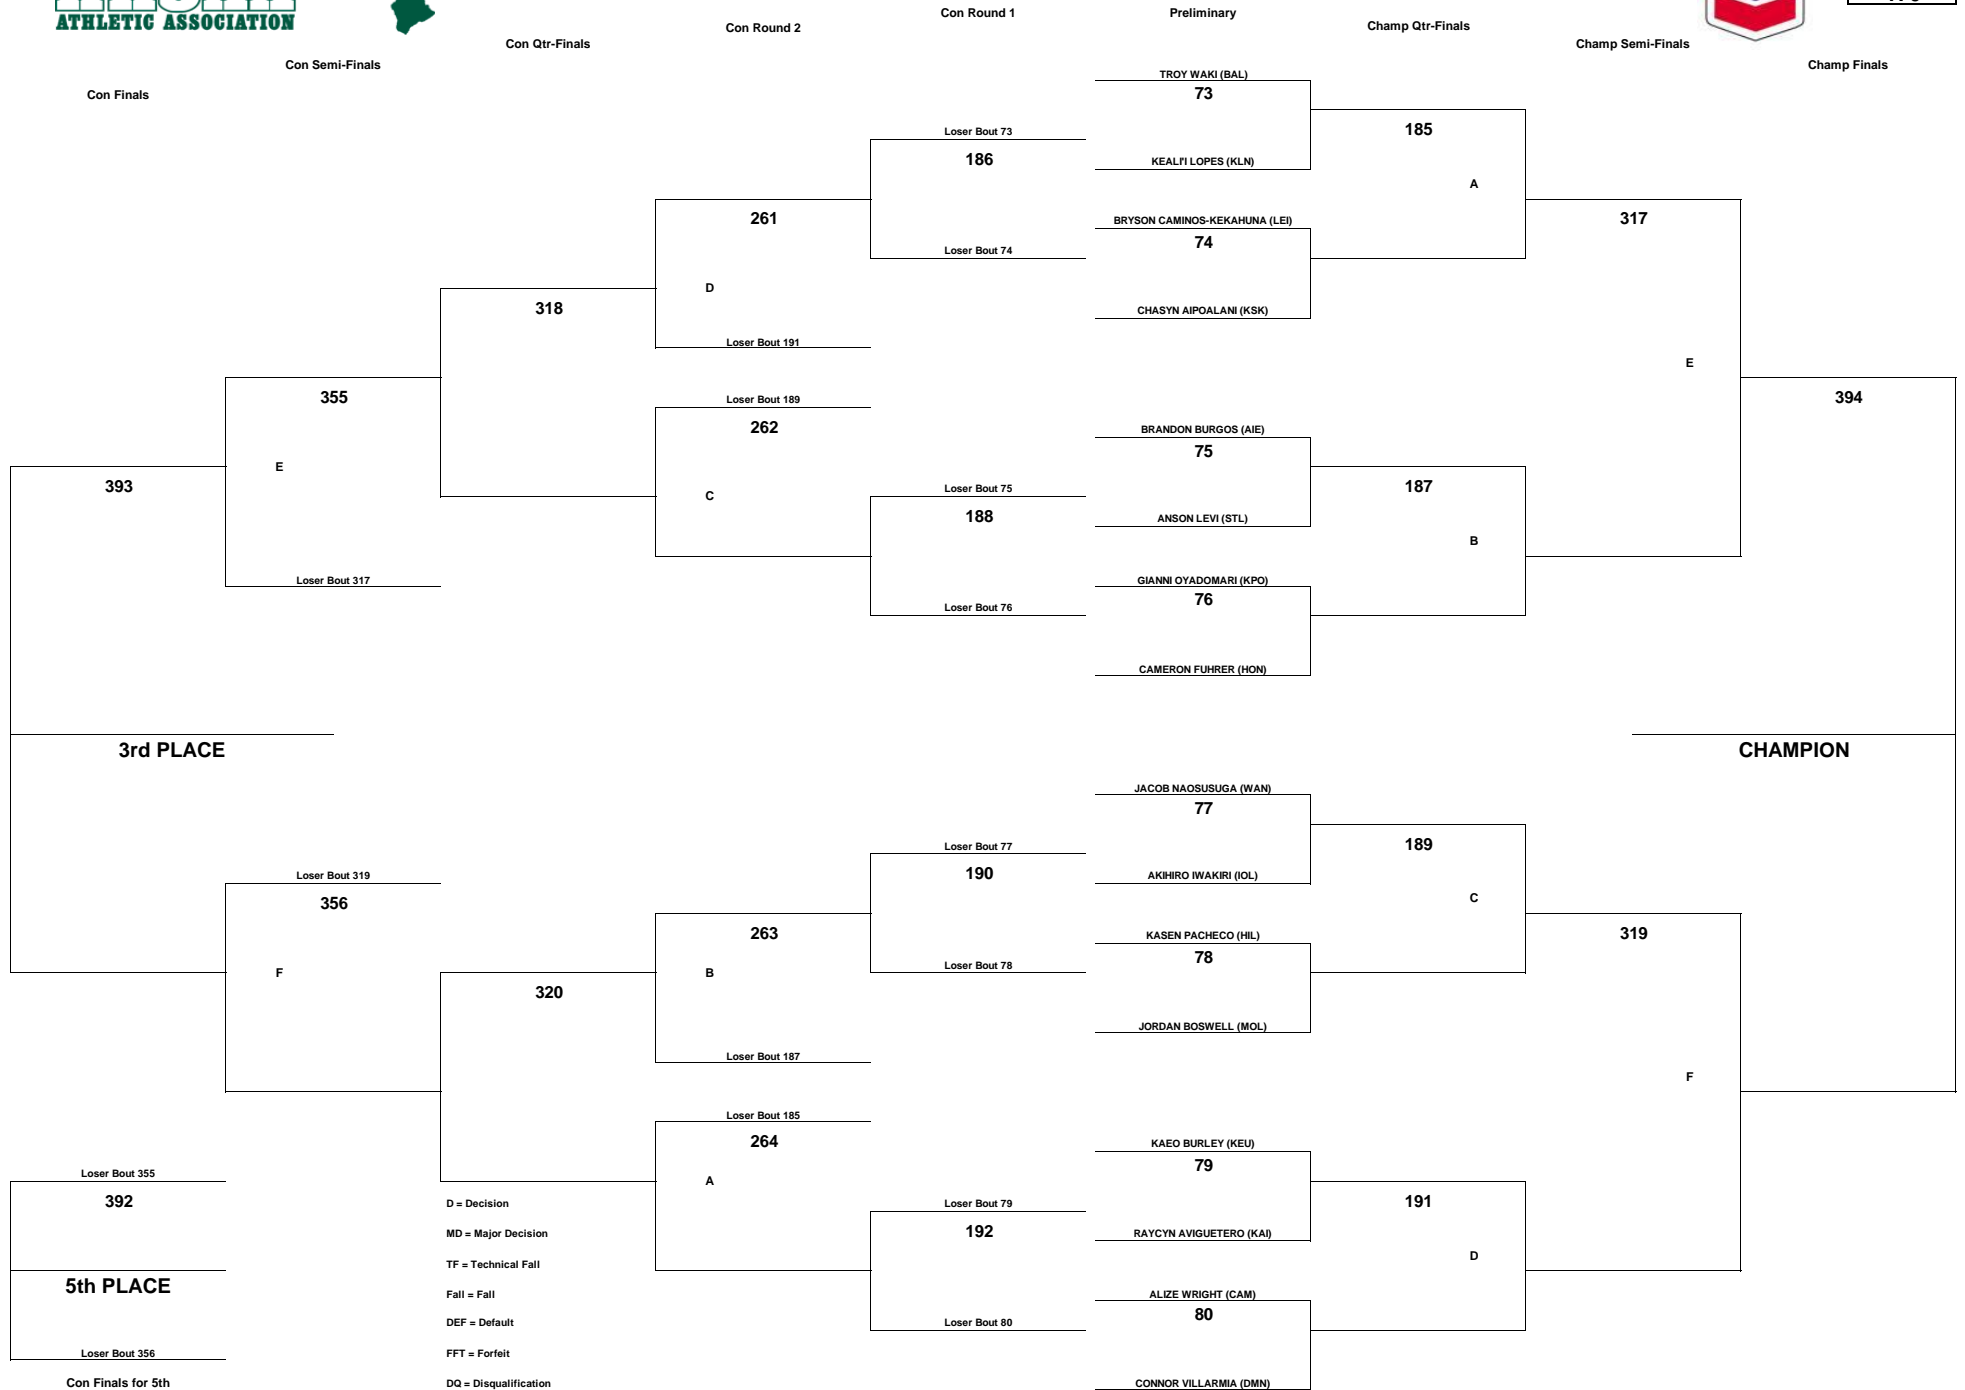 ATHLETIC ASSOCIATION
Con Finals
Con Semi-Finals
Con Qtr-Finals
Con Round 2
Con Round 1
Preliminary
Champ Qtr-Finals
Champ Semi-Finals
Champ Finals
TROY WAKI (BAL)
73
KEALI'I LOPES (KLN)
BRYSON CAMINOS-KEKAHUNA (LEI)
74
CHASYN AIPOALANI (KSK)
BRANDON BURGOS (AIE)
75
ANSON LEVI (STL)
GIANNI OYADOMARI (KPO)
76
CAMERON FUHRER (HON)
JACOB NAOSUSUGA (WAN)
77
AKIHIRO IWAKIRI (IOL)
KASEN PACHECO (HIL)
78
JORDAN BOSWELL (MOL)
KAEO BURLEY (KEU)
79
RAYCYN AVIGUETERO (KAI)
ALIZE WRIGHT (CAM)
80
CONNOR VILLARMIA (DMN)
185
A
187
B
189
C
191
D
317
E
319
F
394
CHAMPION
Loser Bout 73
186
Loser Bout 74
Loser Bout 75
188
Loser Bout 76
Loser Bout 77
190
Loser Bout 78
Loser Bout 79
192
Loser Bout 80
261
D
Loser Bout 191
Loser Bout 189
262
C
263
B
Loser Bout 187
Loser Bout 185
264
A
318
320
355
E
Loser Bout 317
Loser Bout 319
356
F
393
3rd PLACE
Loser Bout 355
392
5th PLACE
Loser Bout 356
Con Finals for 5th
D = Decision
MD = Major Decision
TF = Technical Fall
Fall = Fall
DEF = Default
FFT = Forfeit
DQ = Disqualification